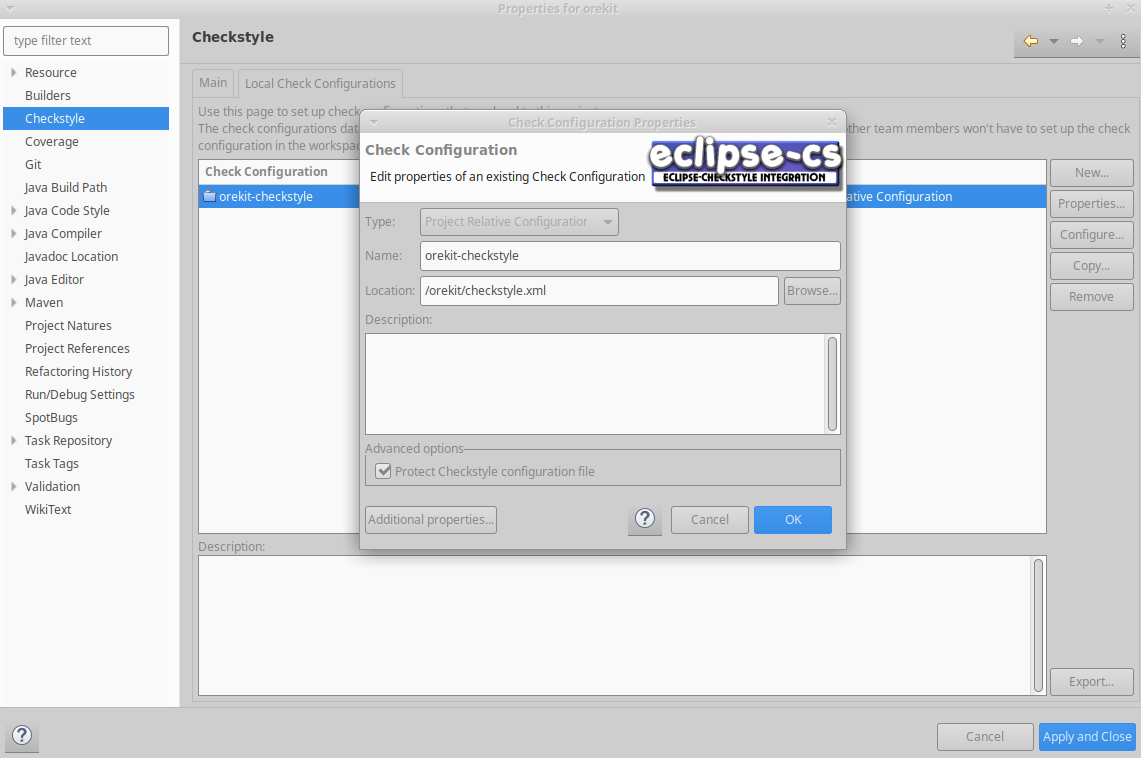 Properties for orekit
type filter text
Resource
Builders
Checkstyle
Coverage
Git
Java Build Path
Java Code Style
Java Compiler
Javadoc Location
Java Editor
Maven
Project Natures
Project References
Refactoring History
Run/Debug Settings
SpotBugs
Task Repository
Task Tags
Validation
WikiText
Checkstyle
Main
Local Check Configurations
Use this page to set up check
The check configurations dat
ther team members won't have to set up the check
configuration in the workspac
Check Configuration
orekit-checkstyle
ative Configuration
New...
Properties...
Configure...
Copy...
Remove
Description:
Export...
Cancel
Apply and Close
Check Configuration Properties
Check Configuration
Edit properties of an existing Check Configuration
eclipse-cs
ECLIPSE-CHECKSTYLE INTEGRATION
Type:
Project Relative Configuration
Name:
orekit-checkstyle
Location:
/orekit/checkstyle.xml
Browse...
Description:
Advanced options
Protect Checkstyle configuration file
Additional properties...
?
Cancel
OK
?